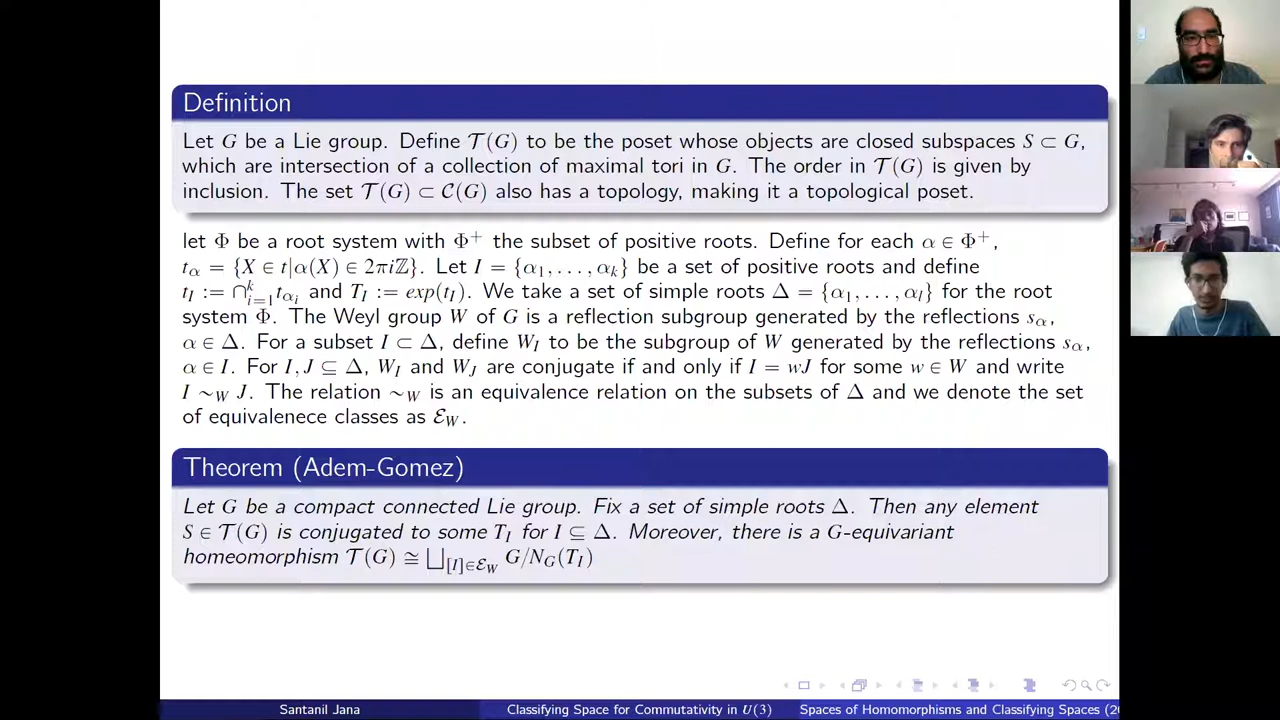 Definition
Let G be a Lie group. Define 𝒯(G) to be the poset whose objects are closed subspaces S ⊂ G,
which are intersection of a collection of maximal tori in G. The order in 𝒯(G) is given by
inclusion. The set 𝒯(G) ⊂ 𝒞(G) also has a topology, making it a topological poset.
let Φ be a root system with Φ⁺ the subset of positive roots. Define for each α ∈ Φ⁺,
t_α = {X ∈ t|α(X) ∈ 2πiℤ}. Let I = {α₁, . . . , α_k} be a set of positive roots and define
t_I := ∩_{i=1}^k t_{α_i} and T_I := exp(t_I). We take a set of simple roots Δ = {α₁, . . . , α_l} for the root
system Φ. The Weyl group W of G is a reflection subgroup generated by the reflections s_α,
α ∈ Δ. For a subset I ⊂ Δ, define W_I to be the subgroup of W generated by the reflections s_α,
α ∈ I. For I, J ⊆ Δ, W_I and W_J are conjugate if and only if I = wJ for some w ∈ W and write
I ∼_W J. The relation ∼_W is an equivalence relation on the subsets of Δ and we denote the set
of equivalenece classes as ℰ_W.
Theorem (Adem-Gomez)
Let G be a compact connected Lie group. Fix a set of simple roots Δ. Then any element
S ∈ 𝒯(G) is conjugated to some T_I for I ⊆ Δ. Moreover, there is a G-equivariant
homeomorphism 𝒯(G) ≅ ⨆_{[I]∈ℰ_W} G/N_G(T_I)
Santanil Jana Classifying Space for Commutativity in U(3) Spaces of Homomorphisms and Classifying Spaces (20